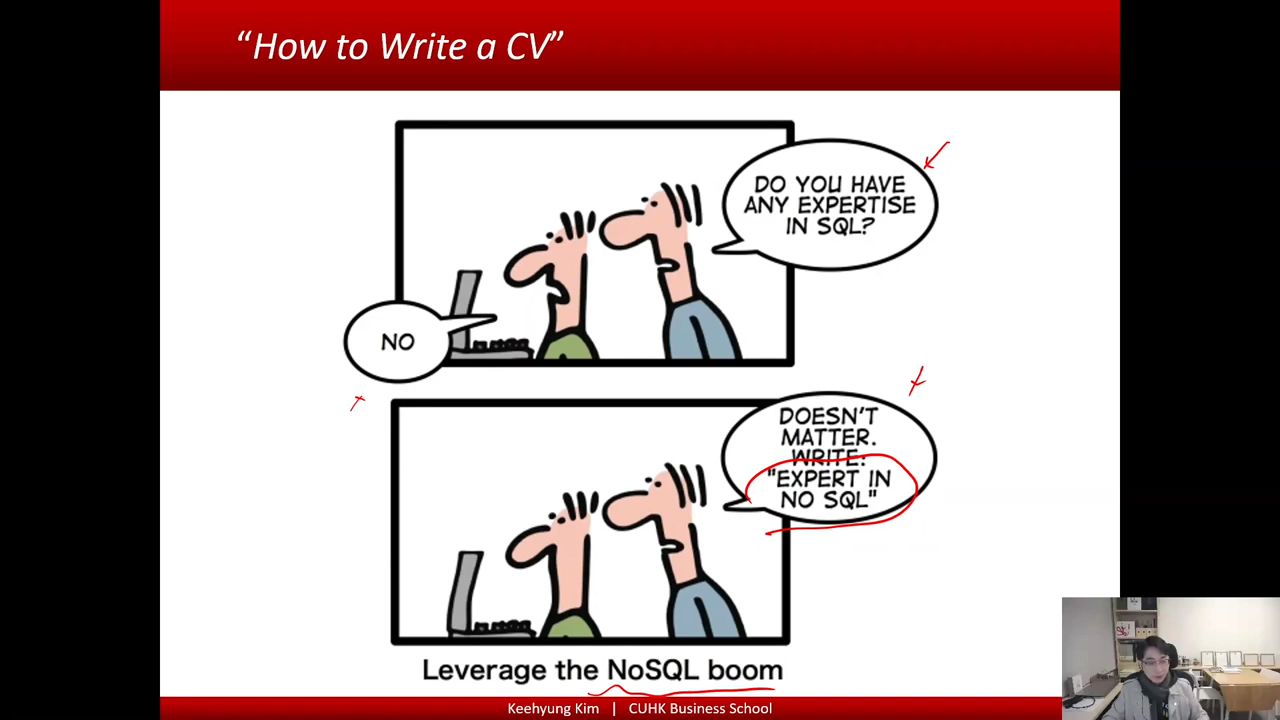 “How to Write a CV”
DO YOU HAVE
ANY EXPERTISE
IN SQL?
NO
DOESN'T
MATTER.
WRITE:
"EXPERT IN
NO SQL"
Leverage the NoSQL boom
Keehyung Kim | CUHK Business School